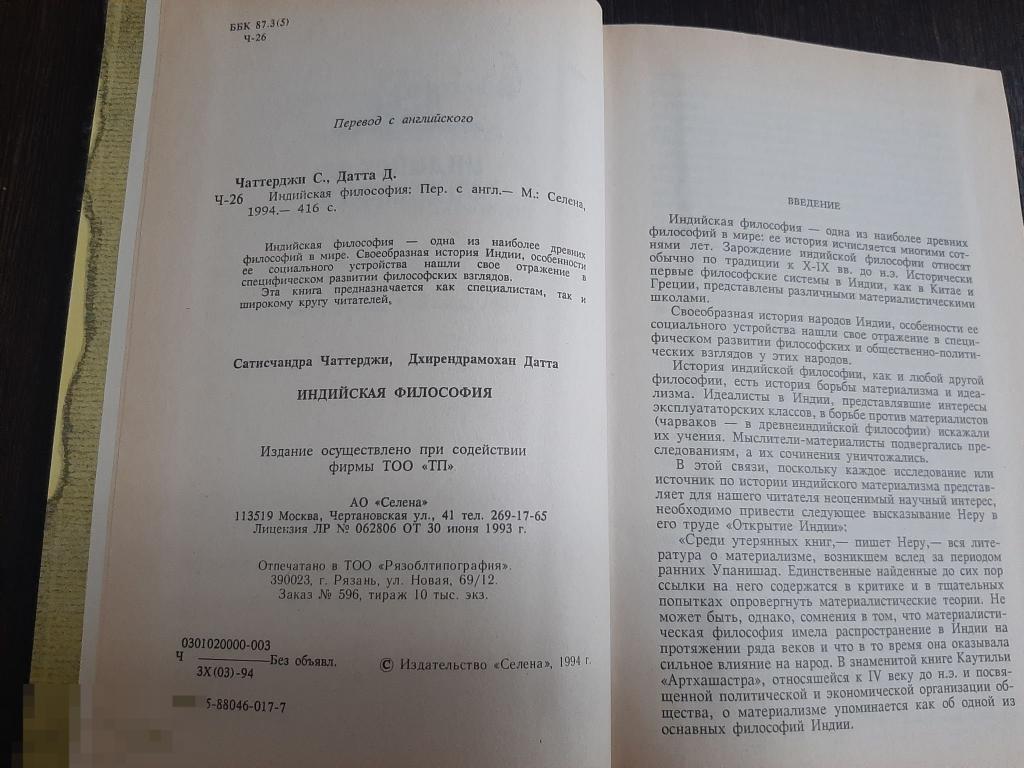 ББК 87.3(5)
Ч-26
Перевод с английского
Чаттерджи С., Датта Д.
Ч-26 Индийская философия: Пер. с англ.— М.: Селена,
1994.— 416 с.
Индийская философия — одна из наиболее древних
философий в мире. Своеобразная история Индии, особенности
ее социального устройства нашли свое отражение в
специфическом развитии философских взглядов.
Эта книга предназначается как специалистам, так и
широкому кругу читателей,
Сатисчандра Чаттерджи, Дхирендрамохан Датта
ИНДИЙСКАЯ ФИЛОСОФИЯ
Издание осуществлено при содействии
фирмы ТОО «ТП»
АО «Селена»
113519 Москва, Чертановская ул., 41 тел. 269-17-65
Лицензия ЛР № 062806 ОТ 30 июня 1993 г.
Отпечатано в ТОО «Рязоблтипография».
390023, г. Рязань, ул. Новая, 69/12.
Заказ № 596, тираж 10 тыс. экз.
0301020000-003
Ч Без объявл.
3Х(03)-94
© Издательство «Селена», 1994 г.
5-88046-017-7
ВВЕДЕНИЕ
Индийская философия — одна из наиболее древних
философий в мире: ее история исчисляется многими сот-
нями лет. Зарождение индийской философии относят
обычно по традиции к X-IX вв. до н.э. Исторически
первые философские системы в Индии, как в Китае и
Греции, представлены различными материалистическими
школами.
Своеобразная история народов Индии, особенности ее
социального устройства нашли свое отражение в специ-
фическом развитии философских и общественно-полити-
ческих взглядов у этих народов.
История индийской философии, как и любой другой
философии, есть история борьбы материализма и идеа-
лизма. Идеалисты в Индии, представлявшие интересы
эксплуататорских классов, в борьбе против материалистов
(чарваков — в древнеиндийской философии) искажали
их учения. Мыслители-материалисты подвергались пре-
следованиям, а их сочинения уничтожались.
В этой связи, поскольку каждое исследование или
источник по истории индийского материализма представ-
ляет для нашего читателя неоценимый научный интерес,
необходимо привести следующее высказывание Неру в
его труде «Открытие Индии»:
«Среди утерянных книг,— пишет Неру,— вся лите-
ратура о материализме, возникшем вслед за периодом
ранних Упанишад. Единственные найденные до сих пор
ссылки на него содержатся в критике и в тщательных
попытках опровергнуть материалистические теории. Не
может быть, однако, сомнения в том, что материалисти-
ческая философия имела распространение в Индии на
протяжении ряда веков и что в то время она оказывала
сильное влияние на народ. В знаменитой книге Каутильи
«Артхашастра», относяшейся к IV веку до н.э. и посвя-
щенной политической и экономической организации об-
щества, о материализме упоминается как об одной из
оснавных философий Индии.